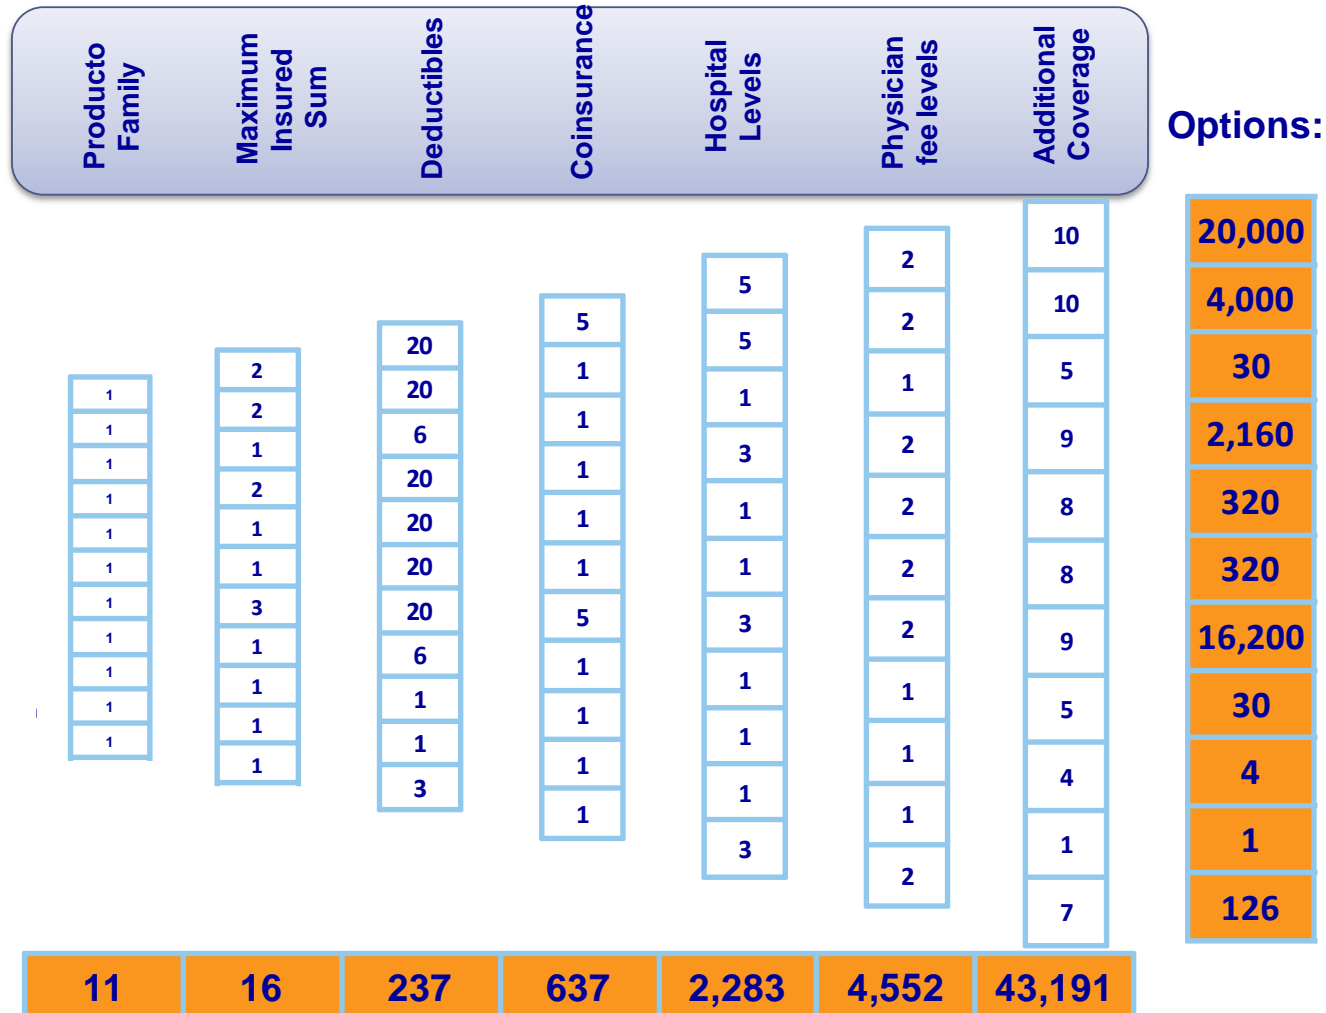 Producto
Family
Maximum
Insured
Sum
Deductibles
Coinsurance
Hospital
Levels
Physician
fee levels
Additional
Coverage
Options:
1 2 20 5 5 2 10 20,000
1 2 20 1 5 2 10 4,000
1 1 6 1 1 1 5 30
1 2 20 1 3 2 9 2,160
1 1 20 1 1 2 8 320
1 1 20 1 1 2 8 320
1 3 20 5 3 2 9 16,200
1 1 6 1 1 1 5 30
1 1 1 1 1 1 4 4
1 1 1 1 1 1 1 1
1 1 3 1 3 2 7 126
11 16 237 637 2,283 4,552 43,191